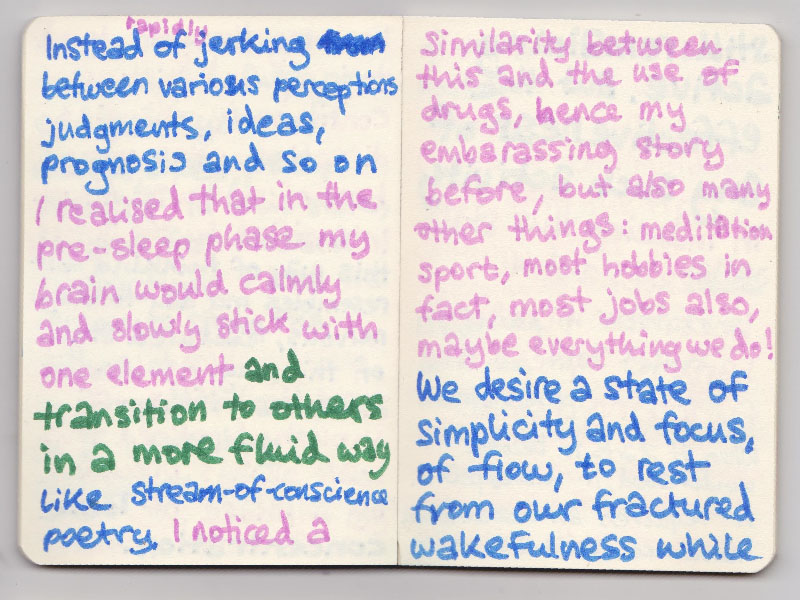 rapidly
Instead of jerking from
between various perceptions
judgments, ideas,
prognosis and so on
I realised that in the
pre-sleep phase my
brain would calmly
and slowly stick with
one element and
transition to others
in a more fluid way
like stream-of-conscience
poetry. I noticed a
similarity between
this and the use of
drugs, hence my
embarassing story
before, but also many
other things: meditation
sport, most hobbies in
fact, most jobs also,
maybe everything we do!
We desire a state of
simplicity and focus,
of flow, to rest
from our fractured
wakefulness while